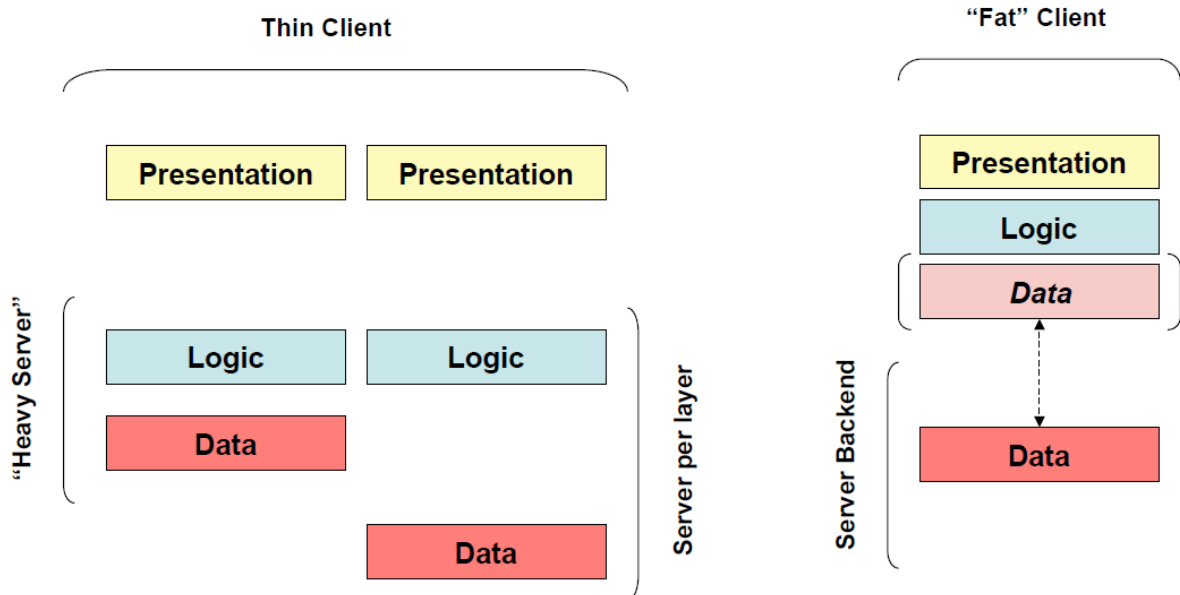 Thin Client
“Fat” Client
Presentation
Presentation
Presentation
Logic
Data
“Heavy Server”
Logic
Logic
Server per layer
Server Backend
Data
Data
Data